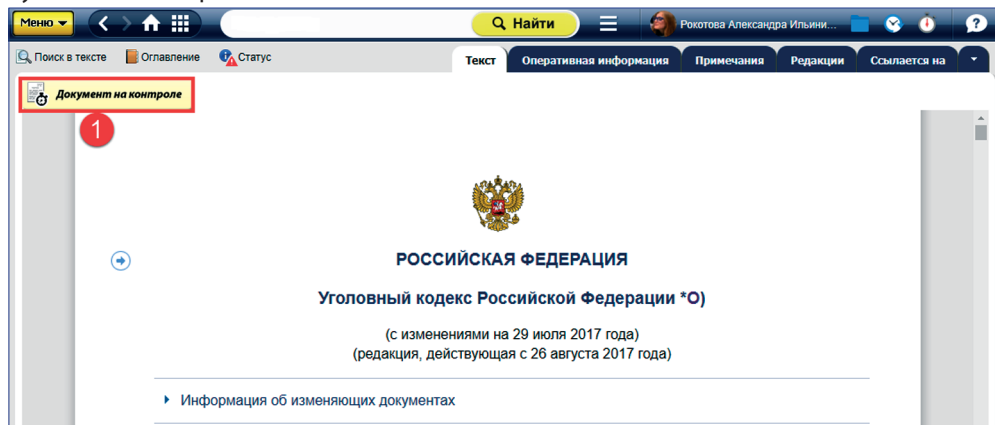 Меню
Найти
Рокотова Александра Ильини...
?
Поиск в тексте Оглавление Статус
Текст Оперативная информация Примечания Редакции Ссылается на
Документ на контроле
1
РОССИЙСКАЯ ФЕДЕРАЦИЯ
Уголовный кодекс Российской Федерации *О)
(с изменениями на 29 июля 2017 года)
(редакция, действующая с 26 августа 2017 года)
Информация об изменяющих документах